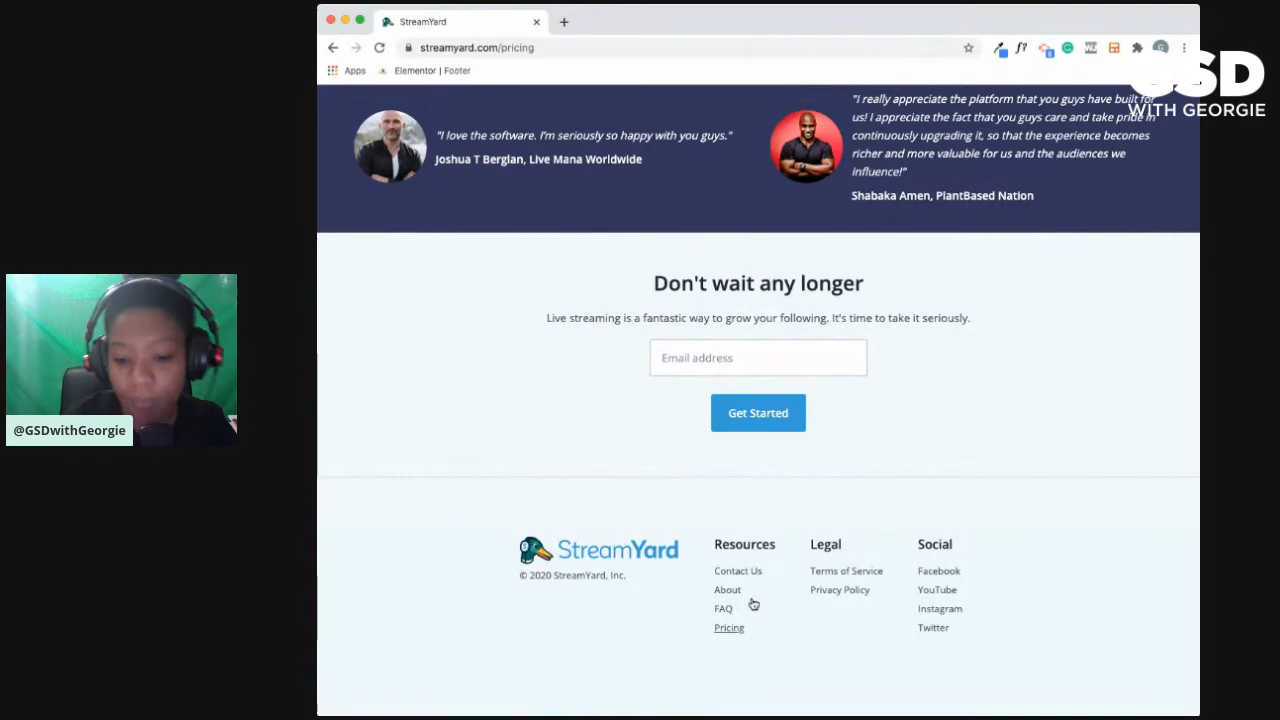 StreamYard
streamyard.com/pricing
Apps
Elementor | Footer
GSD
WITH GEORGIE
"I love the software. I'm seriously so happy with you guys."
Joshua T Berglan, Live Mana Worldwide
"I really appreciate the platform that you guys have built for
us! I appreciate the fact that you guys care and take pride in
continuously upgrading it, so that the experience becomes
richer and more valuable for us and the audiences we
influence!"
Shabaka Amen, PlantBased Nation
Don't wait any longer
Live streaming is a fantastic way to grow your following. It's time to take it seriously.
Email address
Get Started
@GSDwithGeorgie
StreamYard
© 2020 StreamYard, Inc.
Resources
Contact Us
About
FAQ
Pricing
Legal
Terms of Service
Privacy Policy
Social
Facebook
YouTube
Instagram
Twitter